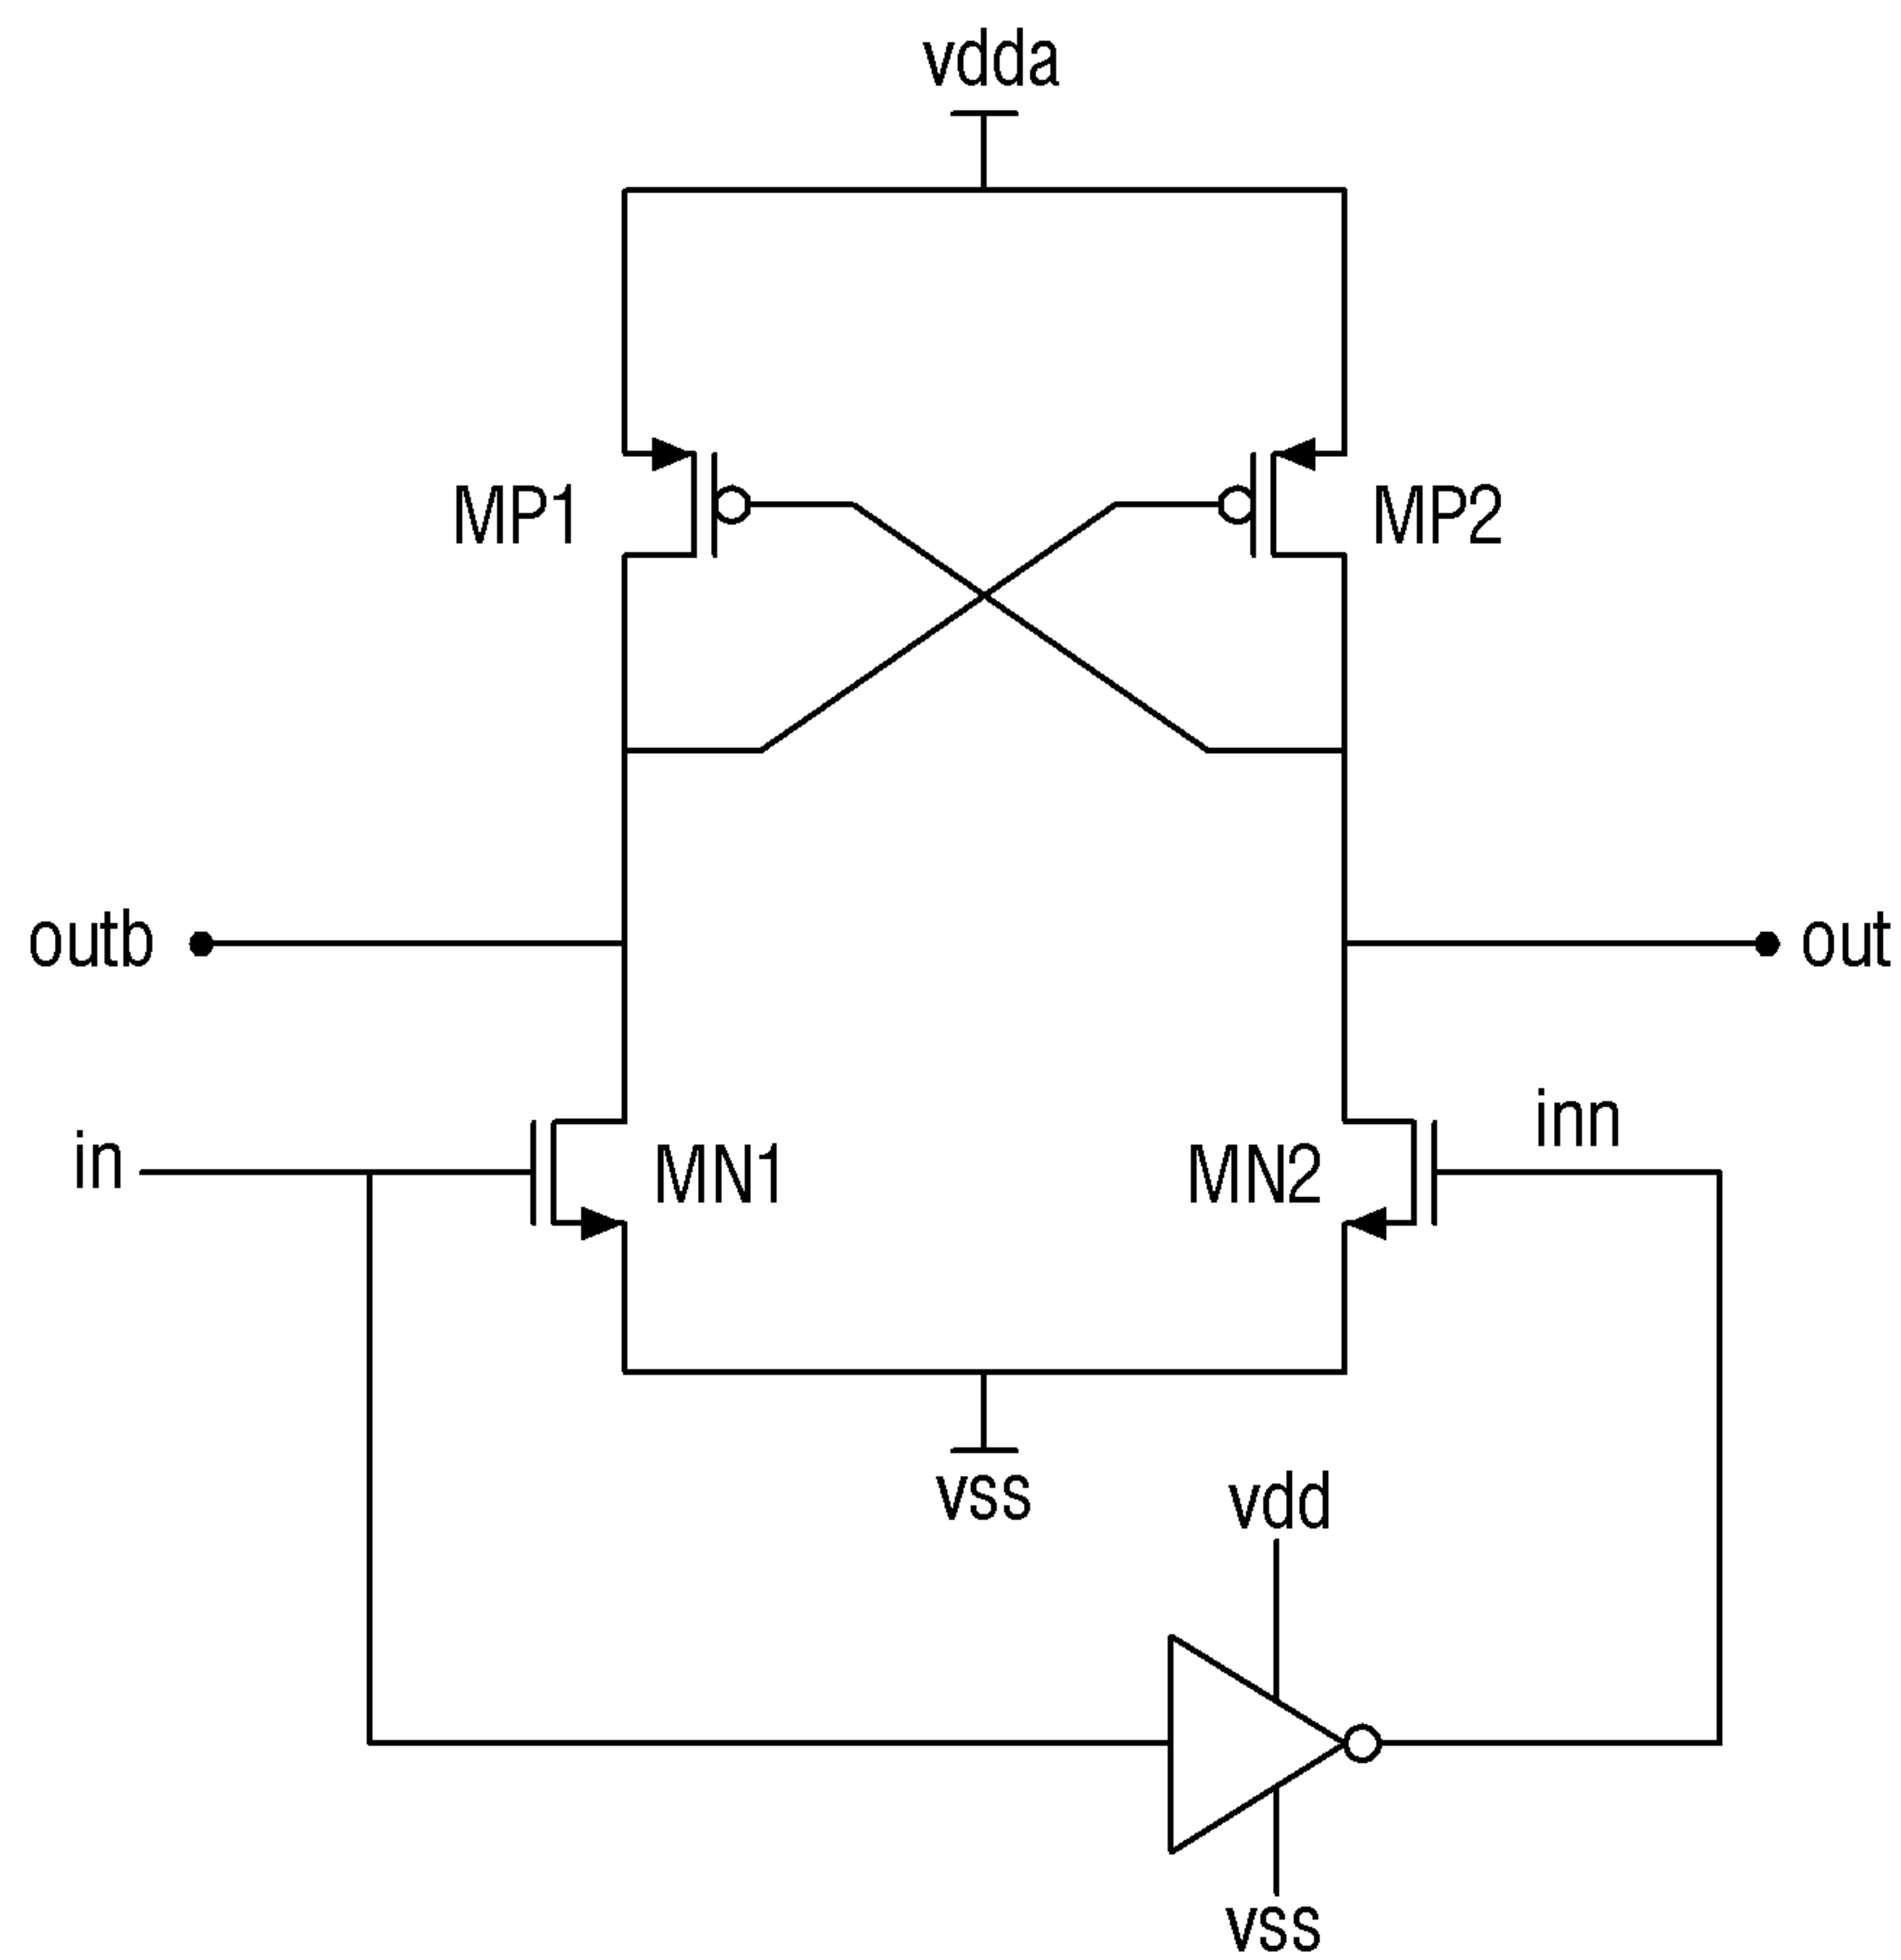 vdda
MP1
MP2
outb
out
in
MN1
MN2
inn
vss
vdd
vss